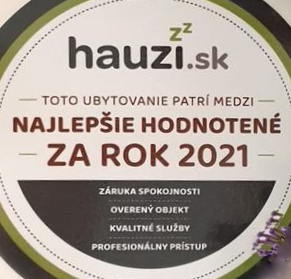 zz
hauzi.sk
TOTO UBYTOVANIE PATRÍ MEDZI
NAJLEPŠIE HODNOTENÉ
ZA ROK 2021
ZÁRUKA SPOKOJNOSTI
OVERENÝ OBJEKT
KVALITNÉ SLUŽBY
PROFESIONÁLNY PRÍSTUP